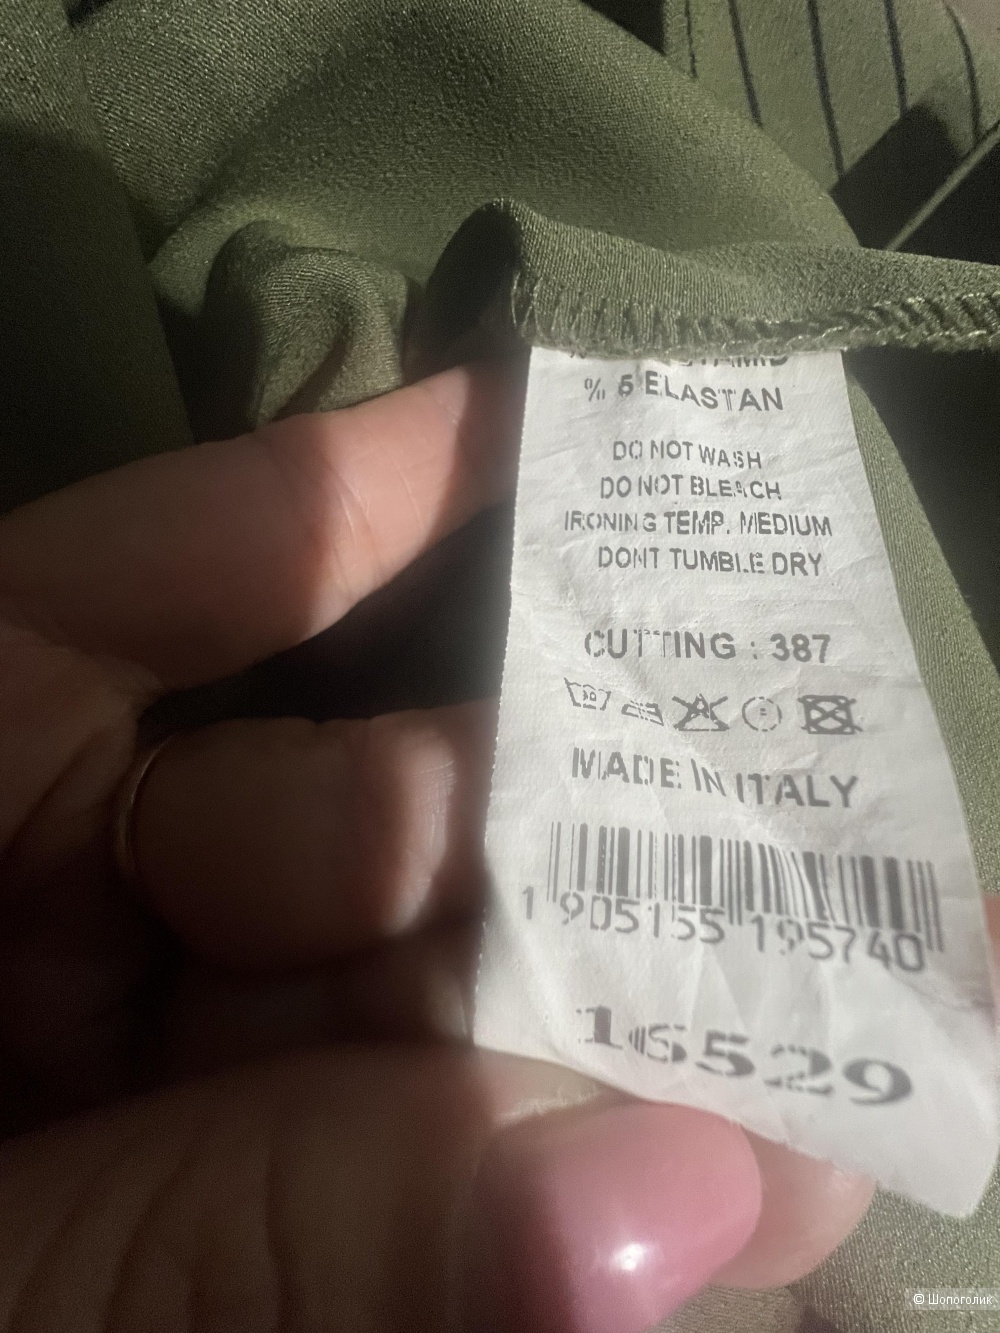 % 5 ELASTAN
DO NOT WASH
DO NOT BLEACH
IRONING TEMP. MEDIUM
DONT TUMBLE DRY
CUTTING : 387
MADE IN ITALY
1 905155 195740
16529
© Шопоголик